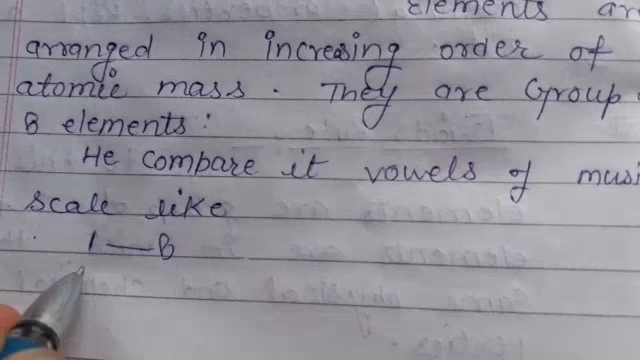 elements ar
arranged in increasing order of
atomic mass. They are Group
8 elements:
He compare it vowels of musi
scale like
1 — 8